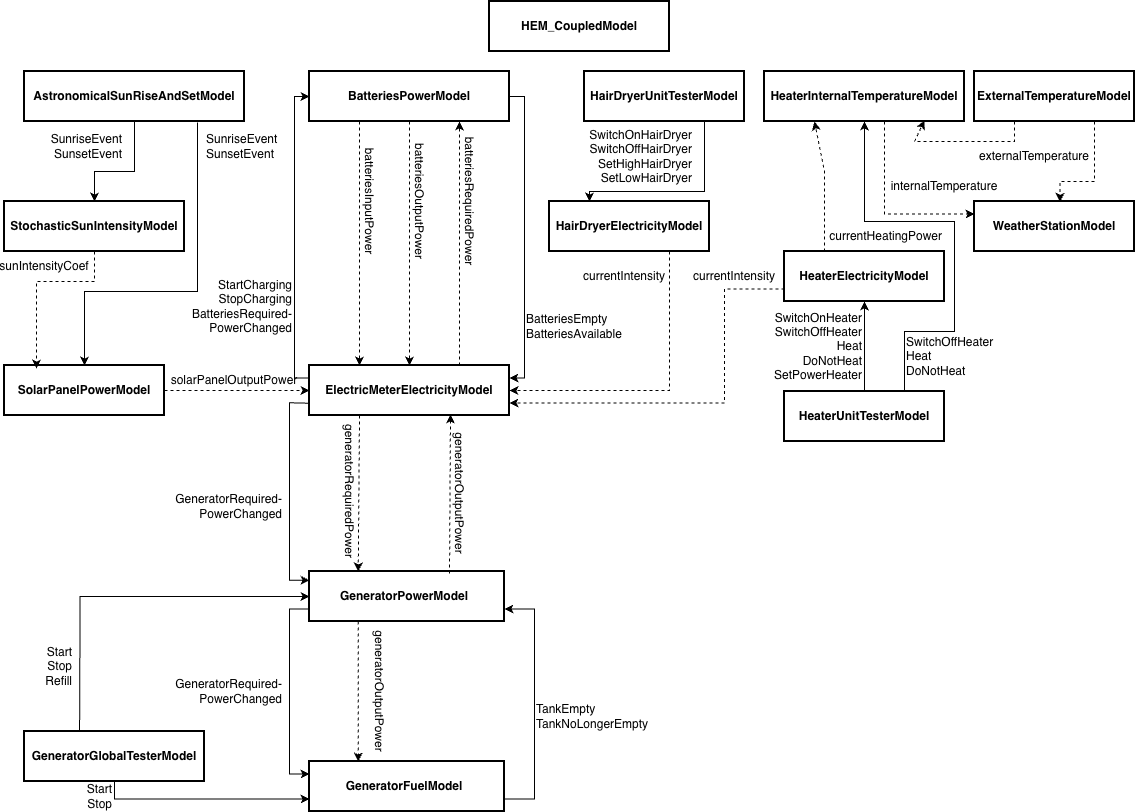 HEM_CoupledModel
AstronomicalSunRiseAndSetModel
BatteriesPowerModel
HairDryerUnitTesterModel
HeaterInternalTemperatureModel
ExternalTemperatureModel
SunriseEvent
SunsetEvent
SunriseEvent
SunsetEvent
batteriesInputPower
batteriesOutputPower
batteriesRequiredPower
SwitchOnHairDryer
SwitchOffHairDryer
SetHighHairDryer
SetLowHairDryer
externalTemperature
internalTemperature
StochasticSunIntensityModel
HairDryerElectricityModel
WeatherStationModel
sunIntensityCoef
currentHeatingPower
currentIntensity
currentIntensity
HeaterElectricityModel
StartCharging
StopCharging
BatteriesRequired-
PowerChanged
BatteriesEmpty
BatteriesAvailable
SwitchOnHeater
SwitchOffHeater
Heat
DoNotHeat
SetPowerHeater
SwitchOffHeater
Heat
DoNotHeat
solarPanelOutputPower
SolarPanelPowerModel
ElectricMeterElectricityModel
HeaterUnitTesterModel
generatorRequiredPower
generatorOutputPower
GeneratorRequired-
PowerChanged
GeneratorPowerModel
Start
Stop
Refill
generatorOutputPower
GeneratorRequired-
PowerChanged
TankEmpty
TankNoLongerEmpty
GeneratorGlobalTesterModel
GeneratorFuelModel
Start
Stop